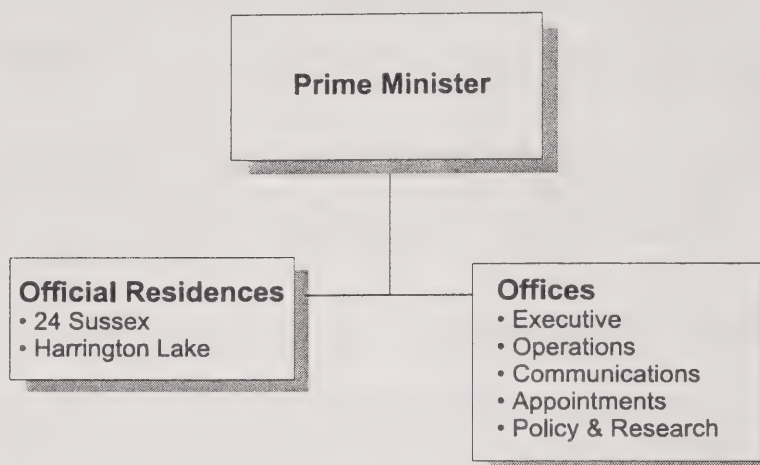 Prime Minister
Official Residences
• 24 Sussex
• Harrington Lake
Offices
• Executive
• Operations
• Communications
• Appointments
• Policy & Research